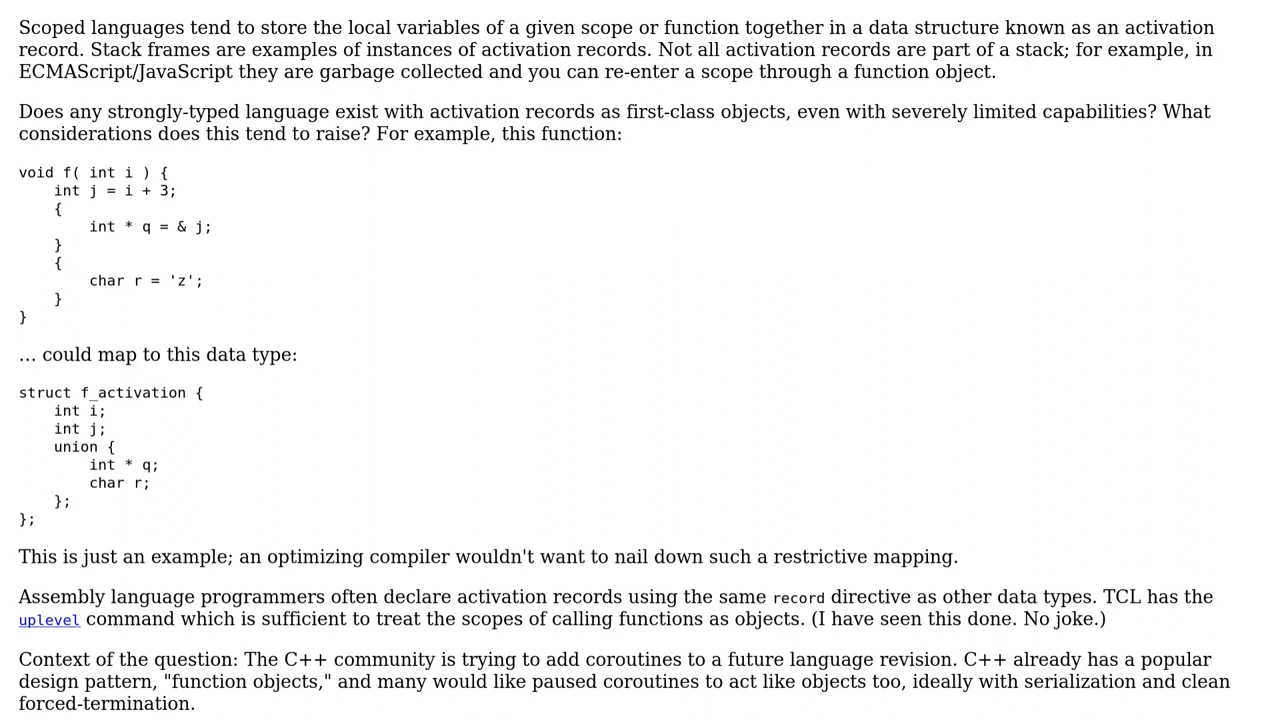 Scoped languages tend to store the local variables of a given scope or function together in a data structure known as an activation
record. Stack frames are examples of instances of activation records. Not all activation records are part of a stack; for example, in
ECMAScript/JavaScript they are garbage collected and you can re-enter a scope through a function object.
Does any strongly-typed language exist with activation records as first-class objects, even with severely limited capabilities? What
considerations does this tend to raise? For example, this function:
void f( int i ) {
    int j = i + 3;
    {
        int * q = & j;
    }
    {
        char r = 'z';
    }
}
… could map to this data type:
struct f_activation {
    int i;
    int j;
    union {
        int * q;
        char r;
    };
};
This is just an example; an optimizing compiler wouldn't want to nail down such a restrictive mapping.
Assembly language programmers often declare activation records using the same record directive as other data types. TCL has the
uplevel command which is sufficient to treat the scopes of calling functions as objects. (I have seen this done. No joke.)
Context of the question: The C++ community is trying to add coroutines to a future language revision. C++ already has a popular
design pattern, "function objects," and many would like paused coroutines to act like objects too, ideally with serialization and clean
forced-termination.